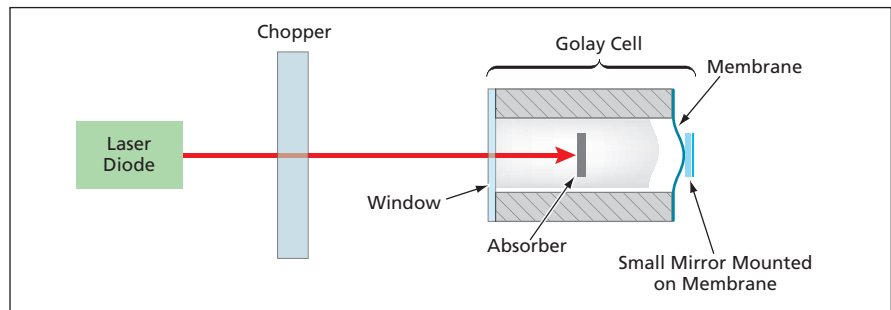 Chopper
Golay Cell
Membrane
Laser
Diode
Window
Absorber
Small Mirror Mounted
on Membrane